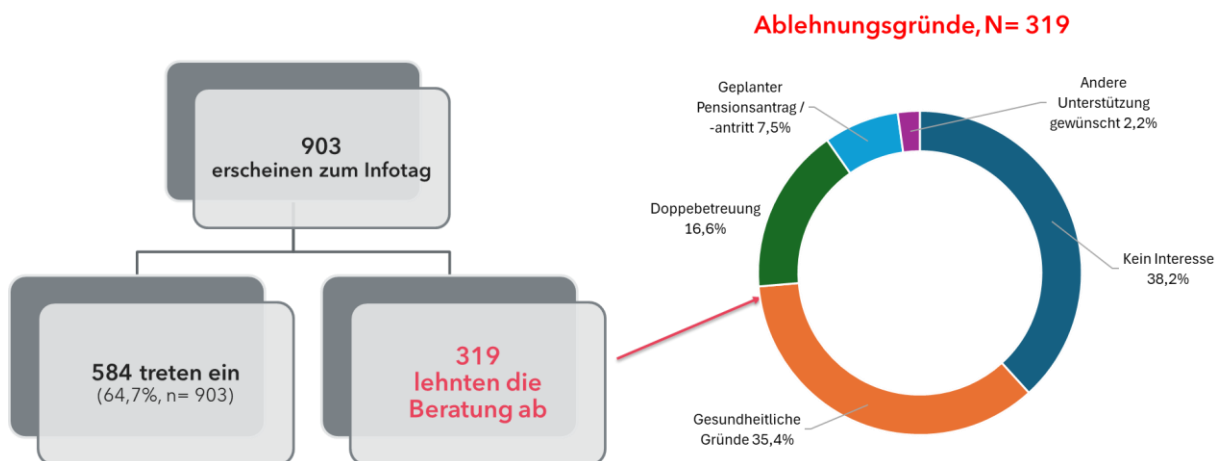 Ablehnungsgründe, N= 319
903
erscheinen zum Infotag
584 treten ein
(64,7%, n= 903)
319
lehnten die
Beratung ab
Geplanter
Pensionsantrag /
-antritt 7,5%
Andere
Unterstützung
gewünscht 2,2%
Doppebetreuung
16,6%
Kein Interesse
38,2%
Gesundheitliche
Gründe 35,4%